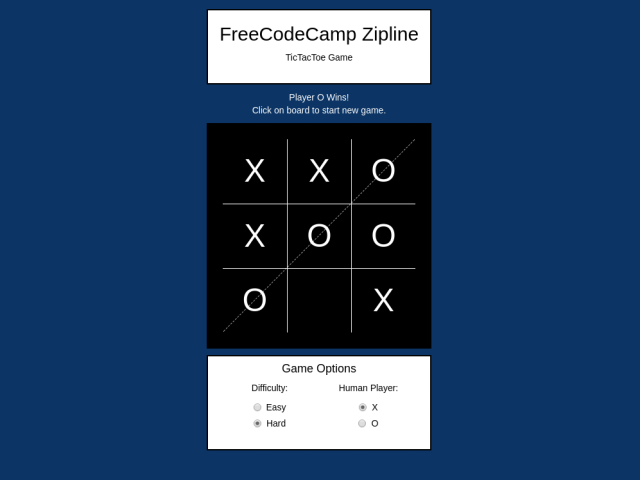 FreeCodeCamp Zipline
TicTacToe Game
Player O Wins!
Click on board to start new game.
X X O
X O O
O X
Game Options
Difficulty: Human Player:
Easy X
Hard O